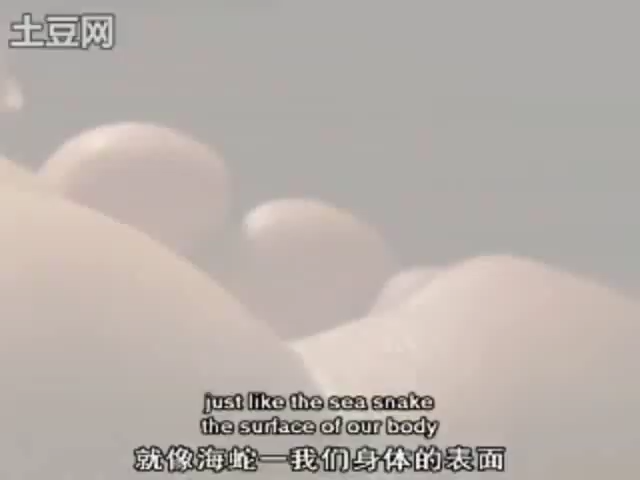 土豆网
just like the sea snake
the surface of our body
就像海蛇一我们身体的表面